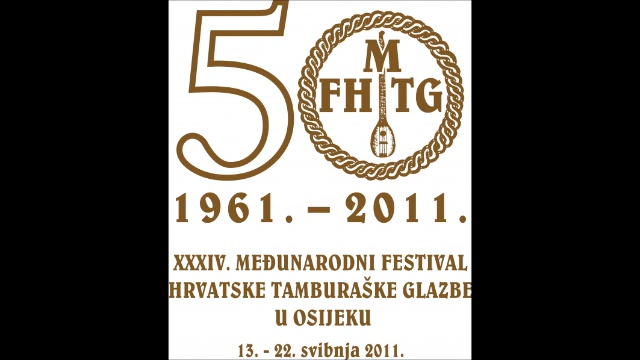 50
M
FH TG
1961. – 2011.
XXXIV. MEĐUNARODNI FESTIVAL
HRVATSKE TAMBURAŠKE GLAZBE
U OSIJEKU
13. - 22. svibnja 2011.